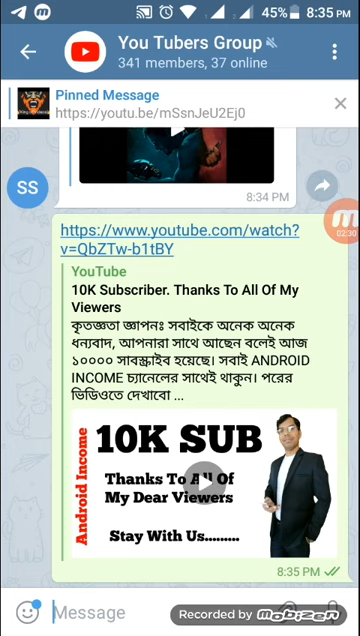 45% 8:35 PM
You Tubers Group
341 members, 37 online
Pinned Message
https://youtu.be/mSsnJeU2Ej0
SS
8:34 PM
02:30
https://www.youtube.com/watch?
v=QbZTw-b1tBY
YouTube
10K Subscriber. Thanks To All Of My
Viewers
কৃতজ্ঞতা জ্ঞাপনঃ সবাইকে অনেক অনেক
ধন্যবাদ, আপনারা সাথে আছেন বলেই আজ
১০০০০ সাবস্ক্রাইব হয়েছে। সবাই ANDROID
INCOME চ্যানেলের সাথেই থাকুন। পরের
ভিডিওতে দেখাবো ...
Android Income
10K SUB
Thanks To All Of
My Dear Viewers
Stay With Us.........
8:35 PM
Message
Recorded by mobizen